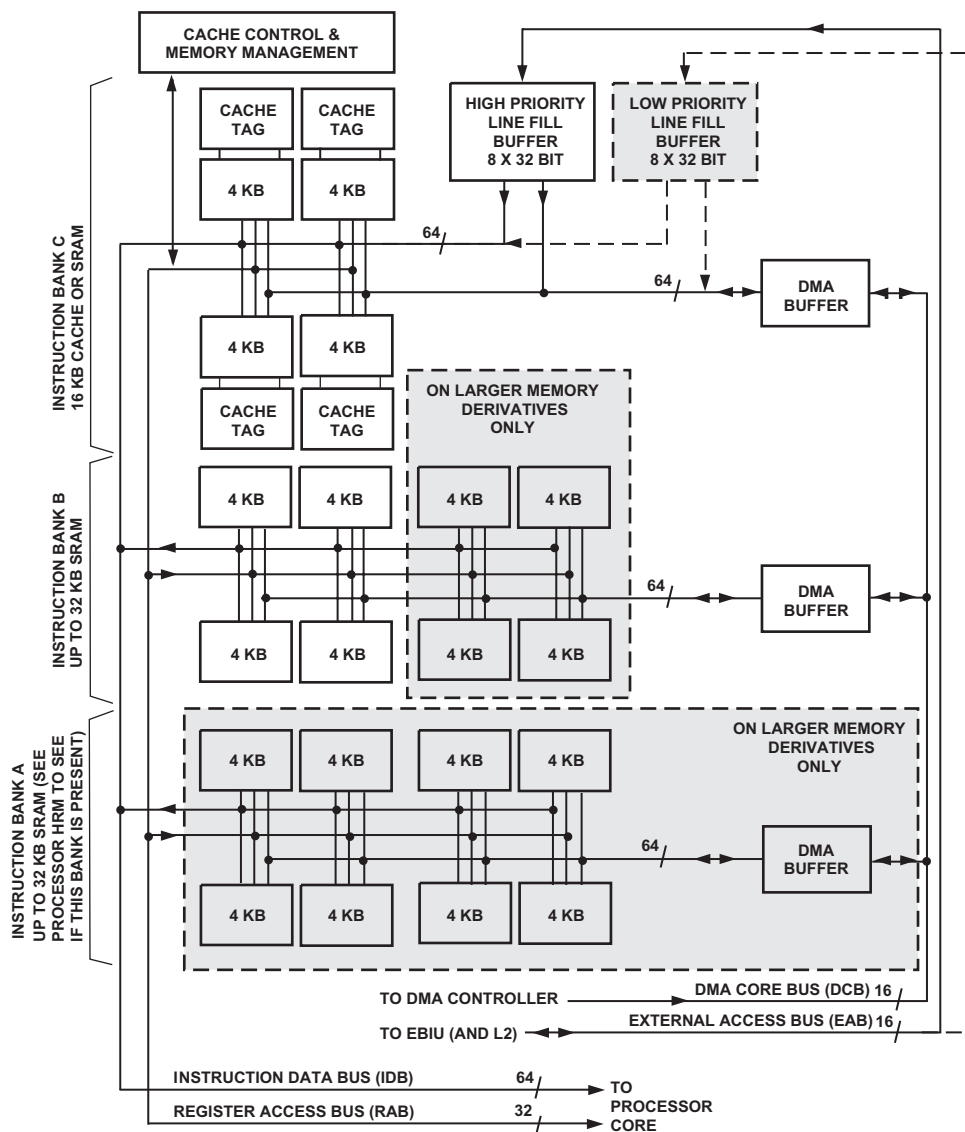 CACHE CONTROL &
MEMORY MANAGEMENT
HIGH PRIORITY
LINE FILL
BUFFER
8 X 32 BIT
LOW PRIORITY
LINE FILL
BUFFER
8 X 32 BIT
CACHE
TAG
CACHE
TAG
4 KB
4 KB
64
64
DMA
BUFFER
INSTRUCTION BANK C
16 KB CACHE OR SRAM
4 KB
4 KB
CACHE
TAG
CACHE
TAG
ON LARGER MEMORY
DERIVATIVES
ONLY
INSTRUCTION BANK B
UP TO 32 KB SRAM
4 KB
4 KB
4 KB
4 KB
64
DMA
BUFFER
4 KB
4 KB
4 KB
4 KB
INSTRUCTION BANK A
UP TO 32 KB SRAM (SEE
PROCESSOR HRM TO SEE
IF THIS BANK IS PRESENT)
ON LARGER MEMORY
DERIVATIVES
ONLY
4 KB
4 KB
4 KB
4 KB
64
DMA
BUFFER
4 KB
4 KB
4 KB
4 KB
TO DMA CONTROLLER
DMA CORE BUS (DCB) 16
TO EBIU (AND L2)
EXTERNAL ACCESS BUS (EAB) 16
INSTRUCTION DATA BUS (IDB) 64
REGISTER ACCESS BUS (RAB) 32
TO
PROCESSOR
CORE